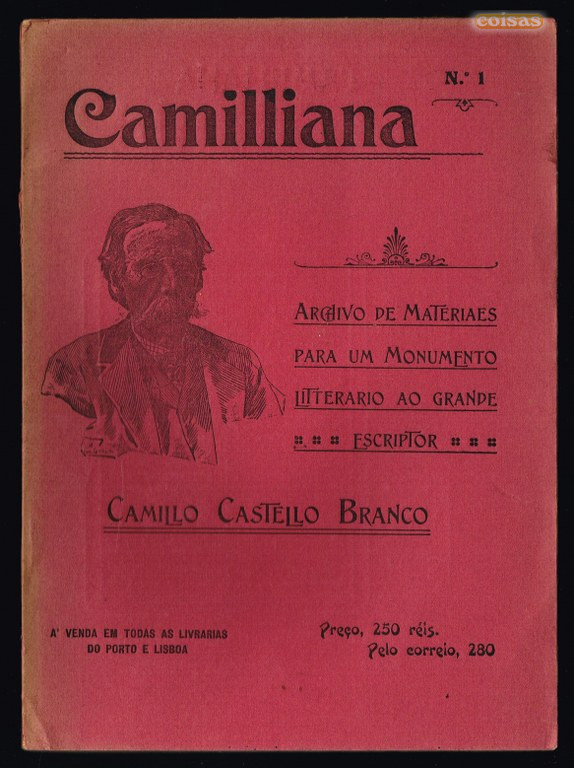 coisas
N.º 1
Camilliana
ARCHIVO DE MATERIAES
PARA UM MONUMENTO
LITTERARIO AO GRANDE
ESCRIPTOR
CAMILLO CASTELLO BRANCO
A' VENDA EM TODAS AS LIVRARIAS
DO PORTO E LISBOA
Preço, 250 réis.
Pelo correio, 280